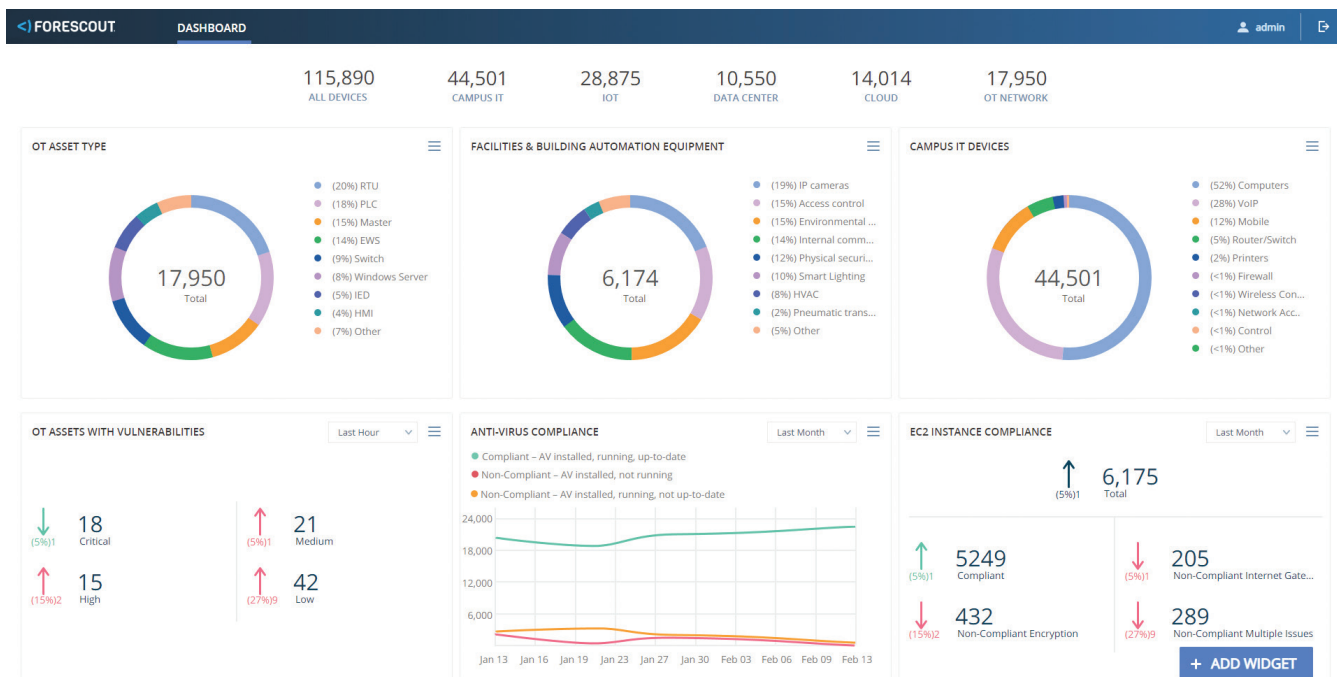 <) FORESCOUT.
DASHBOARD
admin
115,890
ALL DEVICES
44,501
CAMPUS IT
28,875
IOT
10,550
DATA CENTER
14,014
CLOUD
17,950
OT NETWORK
OT ASSET TYPE
17,950
Total
(20%) RTU
(18%) PLC
(15%) Master
(14%) EWS
(9%) Switch
(8%) Windows Server
(5%) IED
(4%) HMI
(7%) Other
FACILITIES & BUILDING AUTOMATION EQUIPMENT
6,174
Total
(19%) IP cameras
(15%) Access control
(15%) Environmental ...
(14%) Internal comm...
(12%) Physical securi...
(10%) Smart Lighting
(8%) HVAC
(2%) Pneumatic trans...
(5%) Other
CAMPUS IT DEVICES
44,501
Total
(52%) Computers
(28%) VoIP
(12%) Mobile
(5%) Router/Switch
(2%) Printers
(<1%) Firewall
(<1%) Wireless Con...
(<1%) Network Acc..
(<1%) Control
(<1%) Other
OT ASSETS WITH VULNERABILITIES
Last Hour
(5%)1
18
Critical
(5%)1
21
Medium
(15%)2
15
High
(27%)9
42
Low
ANTI-VIRUS COMPLIANCE
Last Month
Compliant – AV installed, running, up-to-date
Non-Compliant – AV installed, not running
Non-Compliant – AV installed, running, not up-to-date
24,000
18,000
12,000
6,000
Jan 13 Jan 16 Jan 19 Jan 23 Jan 27 Jan 30 Feb 03 Feb 06 Feb 09 Feb 13
EC2 INSTANCE COMPLIANCE
Last Month
(5%)1
6,175
Total
(5%)1
5249
Compliant
(5%)1
205
Non-Compliant Internet Gate...
(15%)2
432
Non-Compliant Encryption
(27%)9
289
Non-Compliant Multiple Issues
+ ADD WIDGET